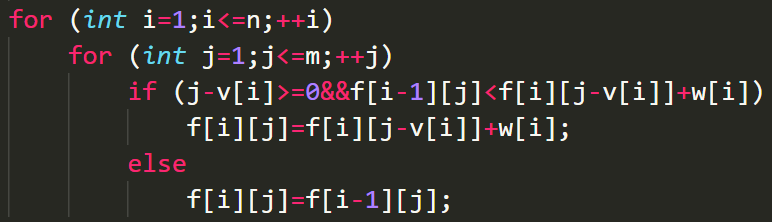 for (int i=1;i<=n;++i)
    for (int j=1;j<=m;++j)
        if (j-v[i]>=0&&f[i-1][j]<f[i][j-v[i]]+w[i])
            f[i][j]=f[i][j-v[i]]+w[i];
        else
            f[i][j]=f[i-1][j];